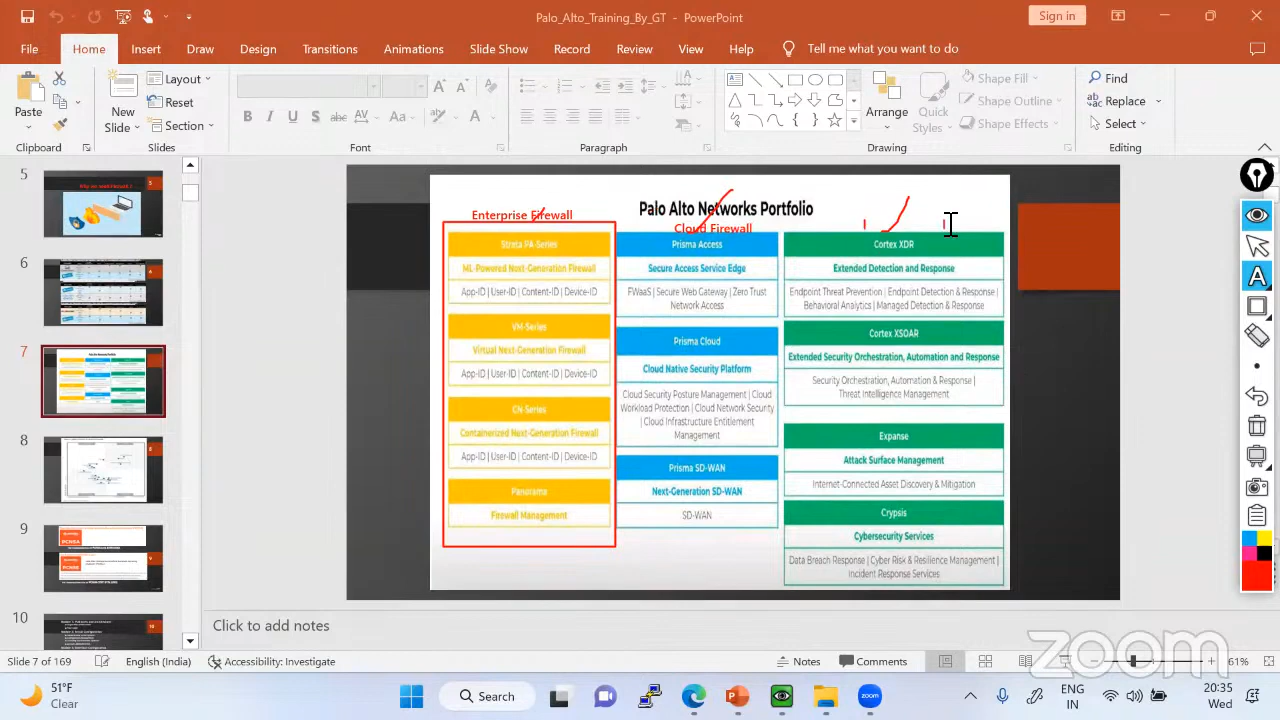 Palo_Alto_Training_By_GT - PowerPoint
Sign in
File Home Insert Draw Design Transitions Animations Slide Show Record Review View Help Tell me what you want to do
Paste
Clipboard
New Slide
Layout
Reset
Section
Slides
B I U S ab AV Aa A
Font
Paragraph
Arrange
Quick Styles
Shape Fill
Shape Outline
Shape Effects
Drawing
Find
Replace
Select
Editing
5
8
9
10
Palo Alto Networks Portfolio
Enterprise Firewall
Cloud Firewall
Strata PA-Series
ML-Powered Next-Generation Firewall
App-ID | User-ID | Content-ID | Device-ID
VM-Series
Virtual Next-Generation Firewall
App-ID | User-ID | Content-ID | Device-ID
CN-Series
Containerized Next-Generation Firewall
App-ID | User-ID | Content-ID | Device-ID
Panorama
Firewall Management
Prisma Access
Secure Access Service Edge
FWaaS | Secure Web Gateway | Zero Trust
Network Access
Prisma Cloud
Cloud Native Security Platform
Cloud Security Posture Management | Cloud
Workload Protection | Cloud Network Security
| Cloud Infrastructure Entitlement
Management
Prisma SD-WAN
Next-Generation SD-WAN
SD-WAN
Cortex XDR
Extended Detection and Response
Endpoint Threat Prevention | Endpoint Detection & Response |
Behavioral Analytics | Managed Detection & Response
Cortex XSOAR
Extended Security Orchestration, Automation and Response
Security Orchestration, Automation & Response |
Threat Intelligence Management
Expanse
Attack Surface Management
Internet-Connected Asset Discovery & Mitigation
Crypsis
Cybersecurity Services
Data Breach Response | Cyber Risk & Resilience Management |
Incident Response Services
Click to add notes
zoom
Slide 7 of 169 English (India) Accessibility: Investigate Notes Comments 61%
51°F
Clear
Search
zoom
ENG
IN
20:35
Wed